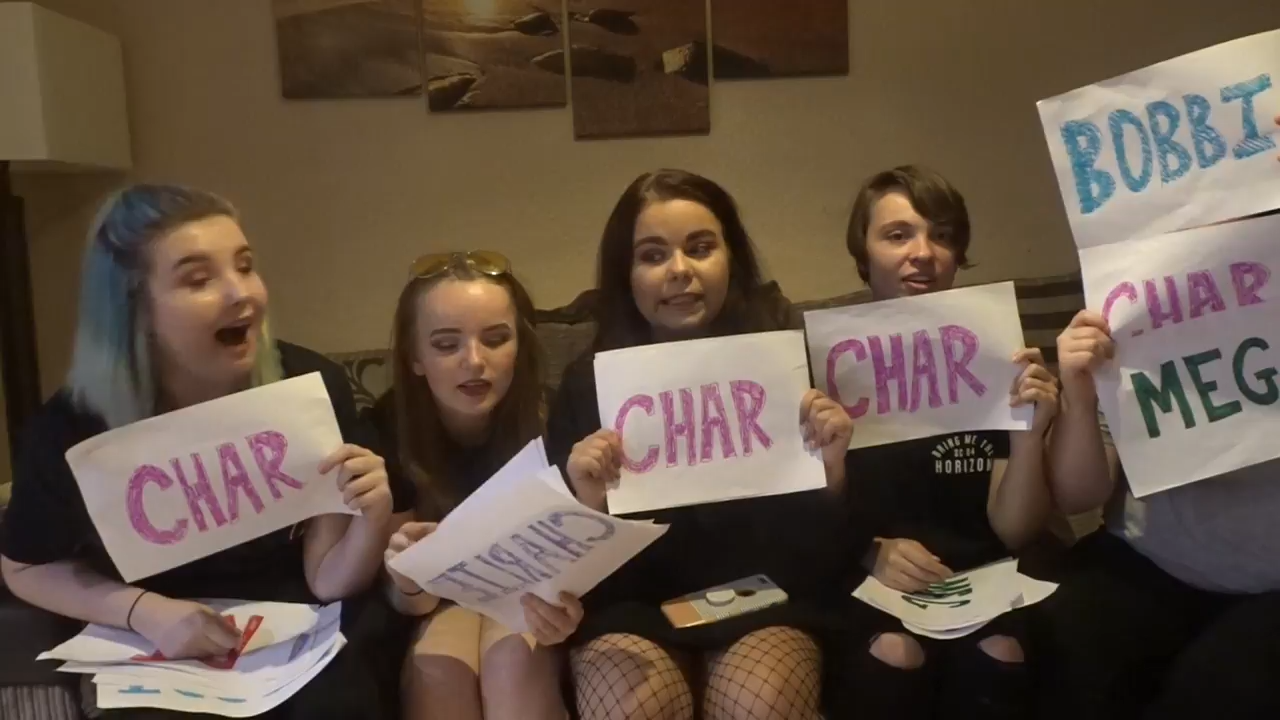 BOBBI
CHAR
MEG
CHAR
CHAR
CHAR
CHARLIE
BRING ME THE
HORIZON